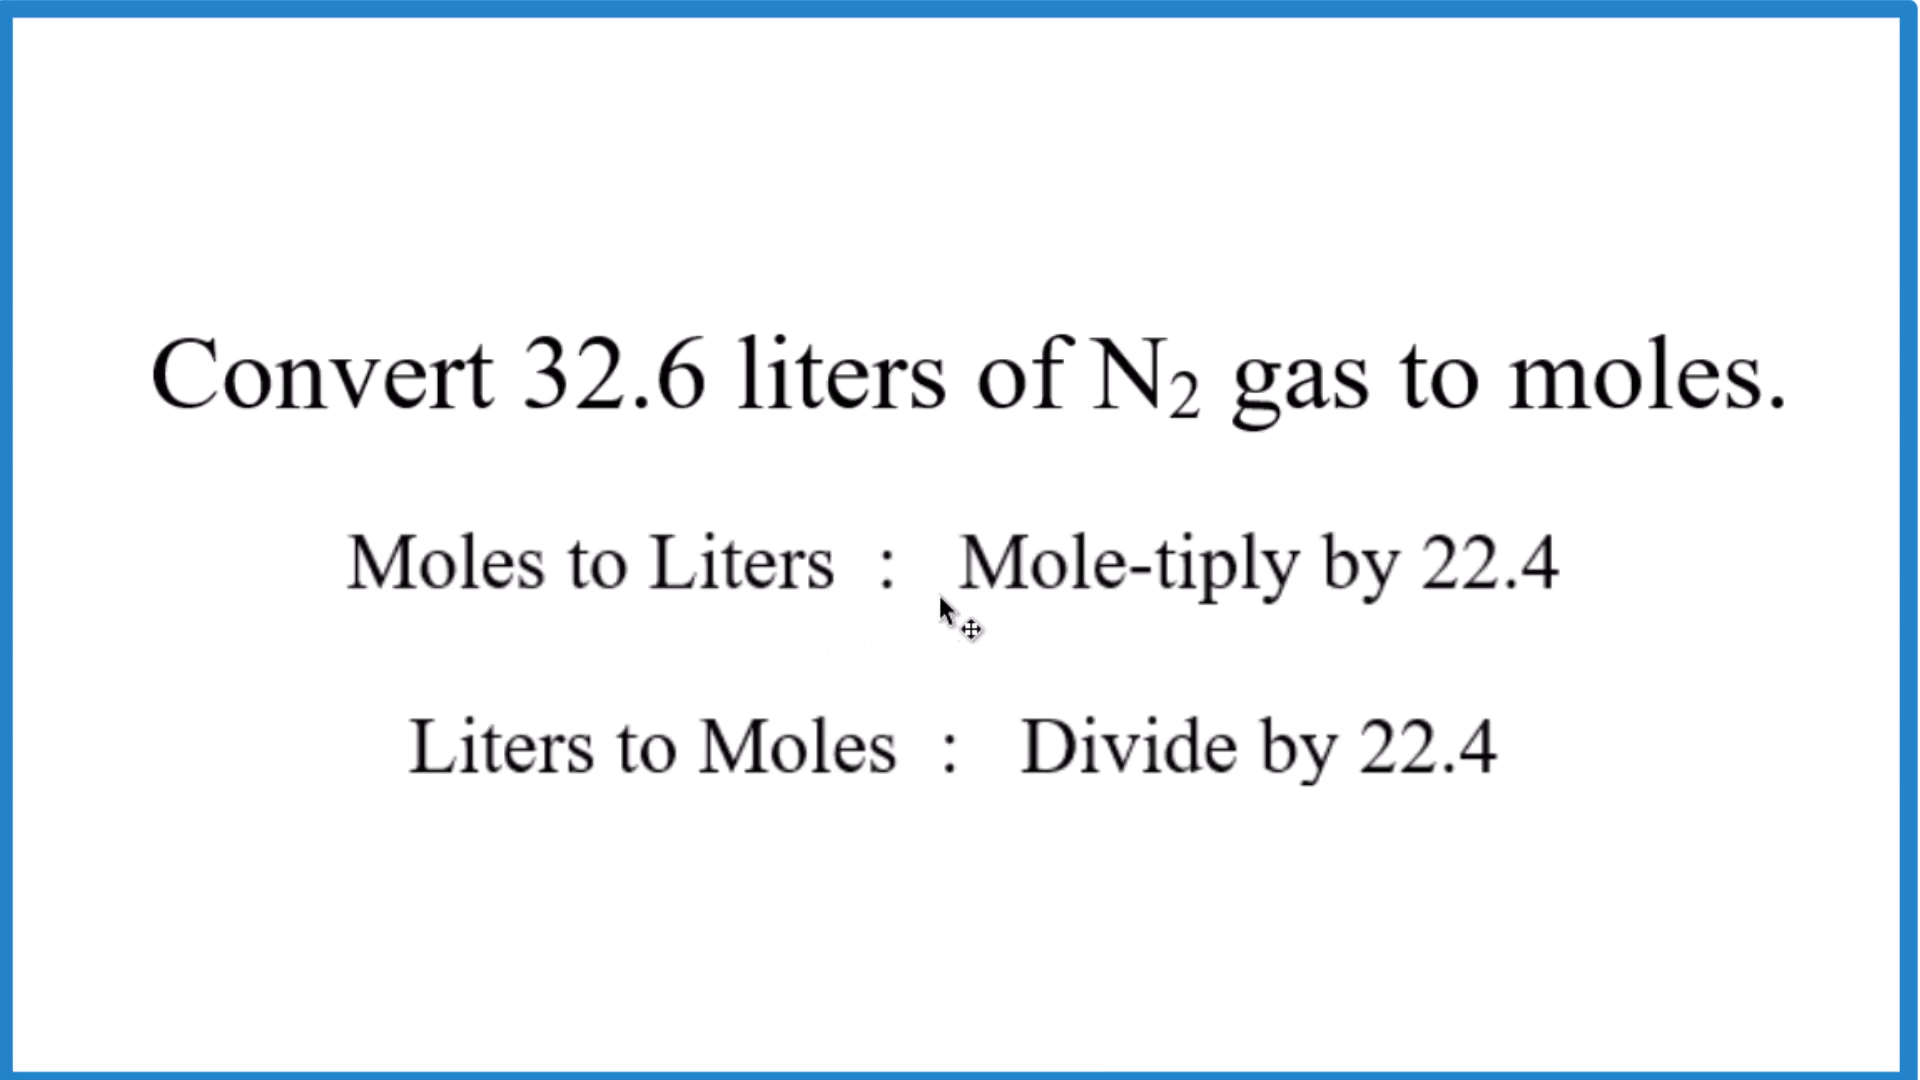 Convert 32.6 liters of N₂ gas to moles.
Moles to Liters : Mole-tiply by 22.4
Liters to Moles : Divide by 22.4